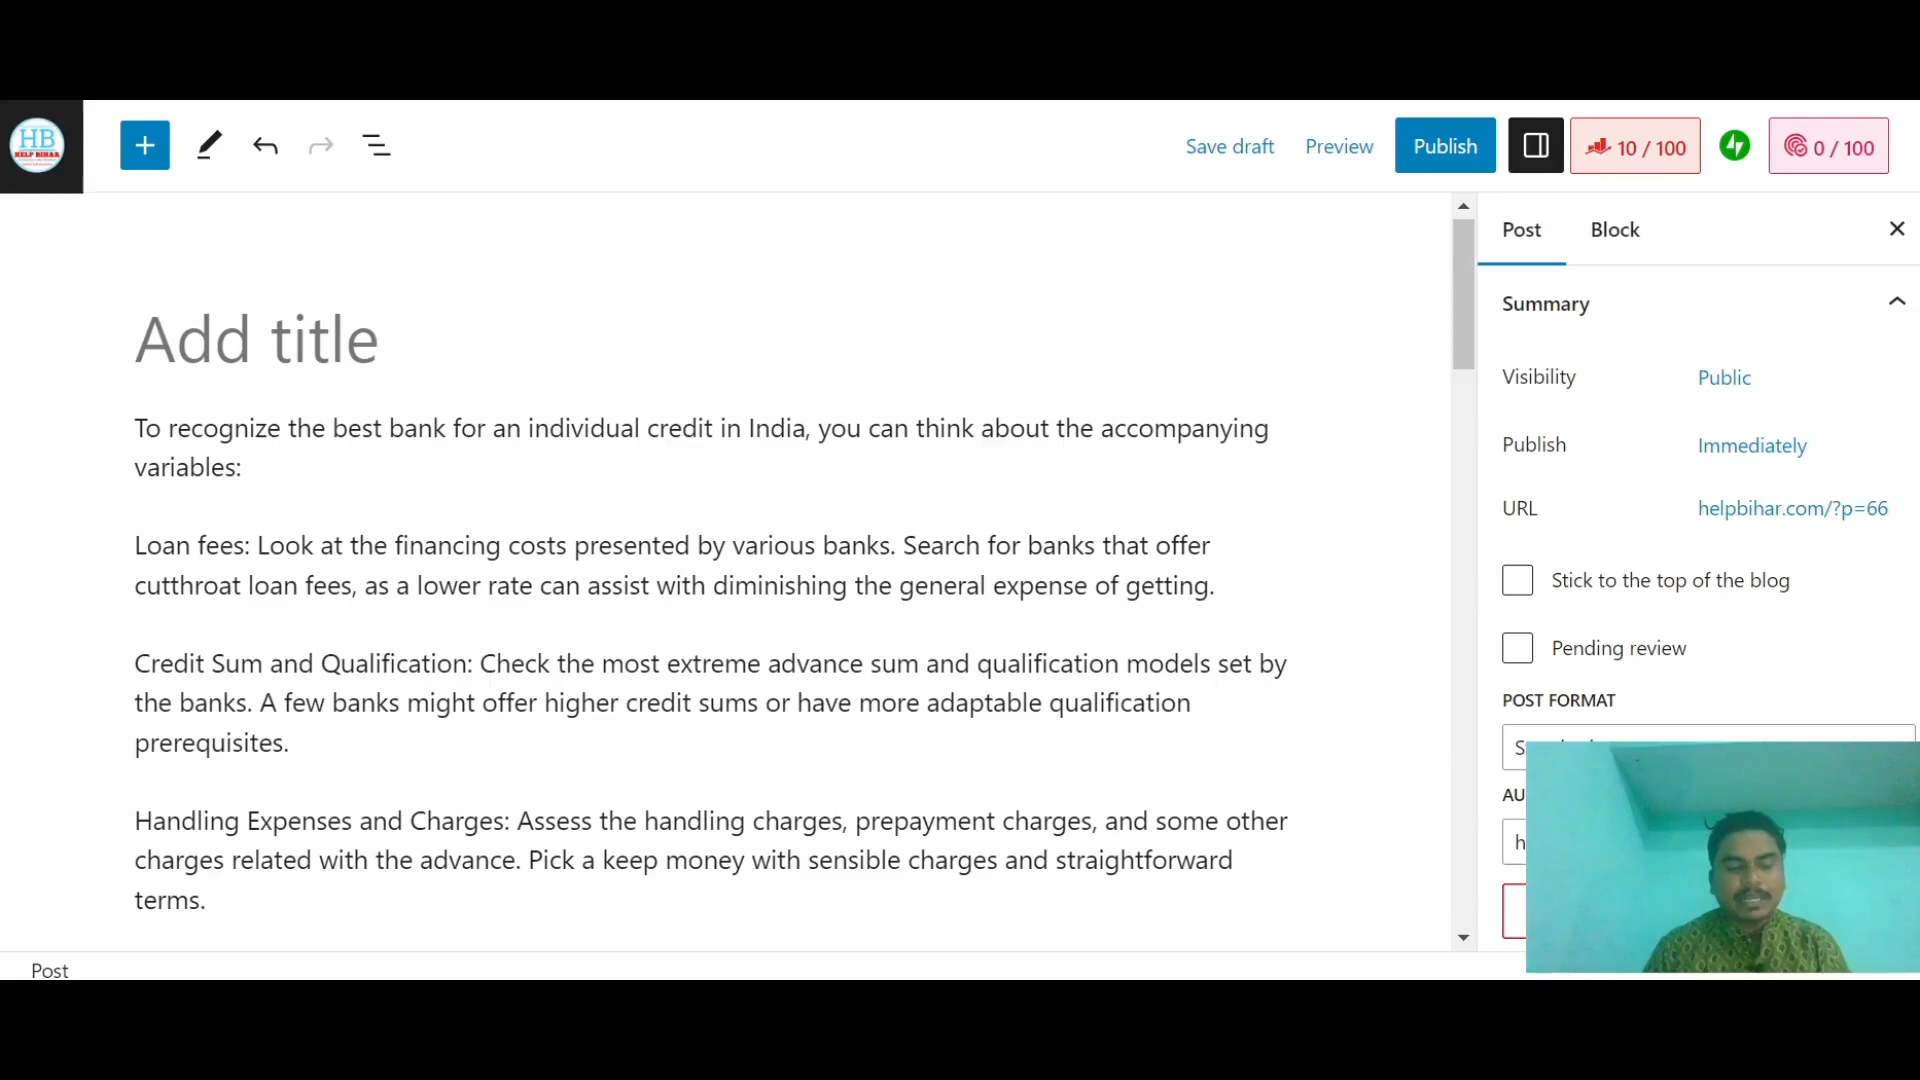 HB
HELP BIHAR
Save draft
Preview
Publish
10 / 100
0 / 100
Post
Block
Summary
Visibility
Public
Publish
Immediately
URL
helpbihar.com/?p=66
Stick to the top of the blog
Pending review
POST FORMAT
AU
h
Add title
To recognize the best bank for an individual credit in India, you can think about the accompanying
variables:
Loan fees: Look at the financing costs presented by various banks. Search for banks that offer
cutthroat loan fees, as a lower rate can assist with diminishing the general expense of getting.
Credit Sum and Qualification: Check the most extreme advance sum and qualification models set by
the banks. A few banks might offer higher credit sums or have more adaptable qualification
prerequisites.
Handling Expenses and Charges: Assess the handling charges, prepayment charges, and some other
charges related with the advance. Pick a keep money with sensible charges and straightforward
terms.
Post